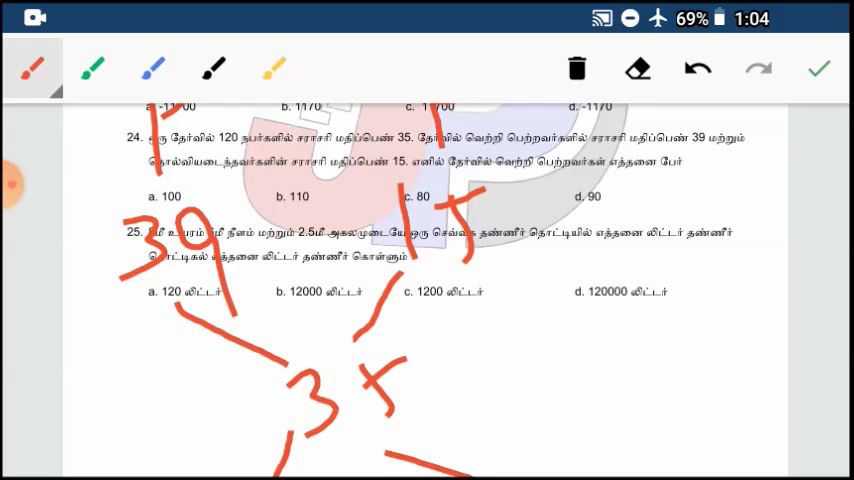 69% 1:04
a. -11700 b. 1170 c. 11700 d. -1170
24. ஒரு தேர்வில் 120 நபர்களில் சராசரி மதிப்பெண் 35. தேர்வில் வெற்றி பெற்றவர்களில் சராசரி மதிப்பெண் 39 மற்றும்
தோல்வியடைந்தவர்களின் சராசரி மதிப்பெண் 15. எனில் தேர்வில் வெற்றி பெற்றவர்கள் எத்தனை பேர்
a. 100 b. 110 c. 80 d. 90
39 15
25. நீளம் மற்றும் 2.5மீ அகலமுடைய ஒரு செவ்வக தண்ணீர் தொட்டியில் எத்தனை லிட்டர் தண்ணீர்
தொட்டிகல் எத்தனை லிட்டர் தண்ணீர் கொள்ளும்
a. 120 லிட்டர் b. 12000 லிட்டர் c. 1200 லிட்டர் d. 120000 லிட்டர்
35